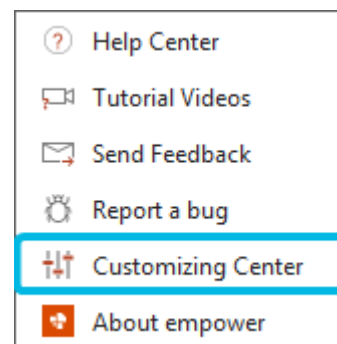 Help Center
Tutorial Videos
Send Feedback
Report a bug
Customizing Center
About empower